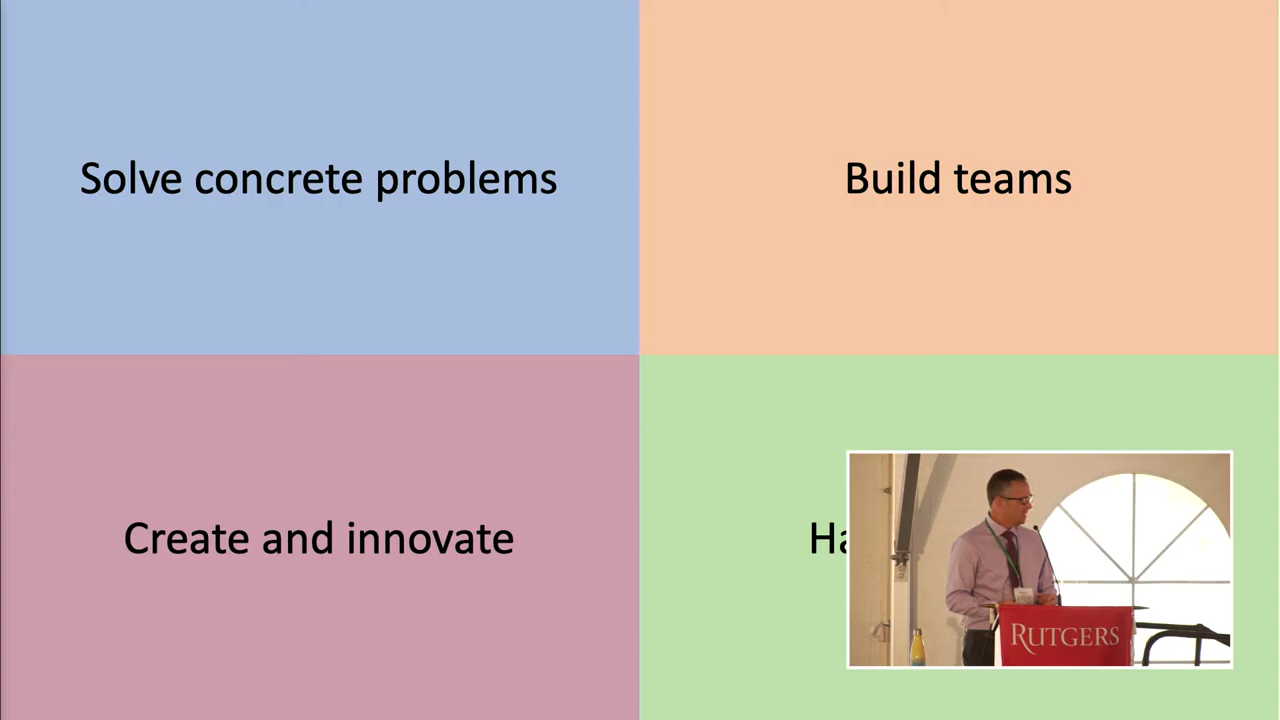 Solve concrete problems
Build teams
Create and innovate
RUTGERS